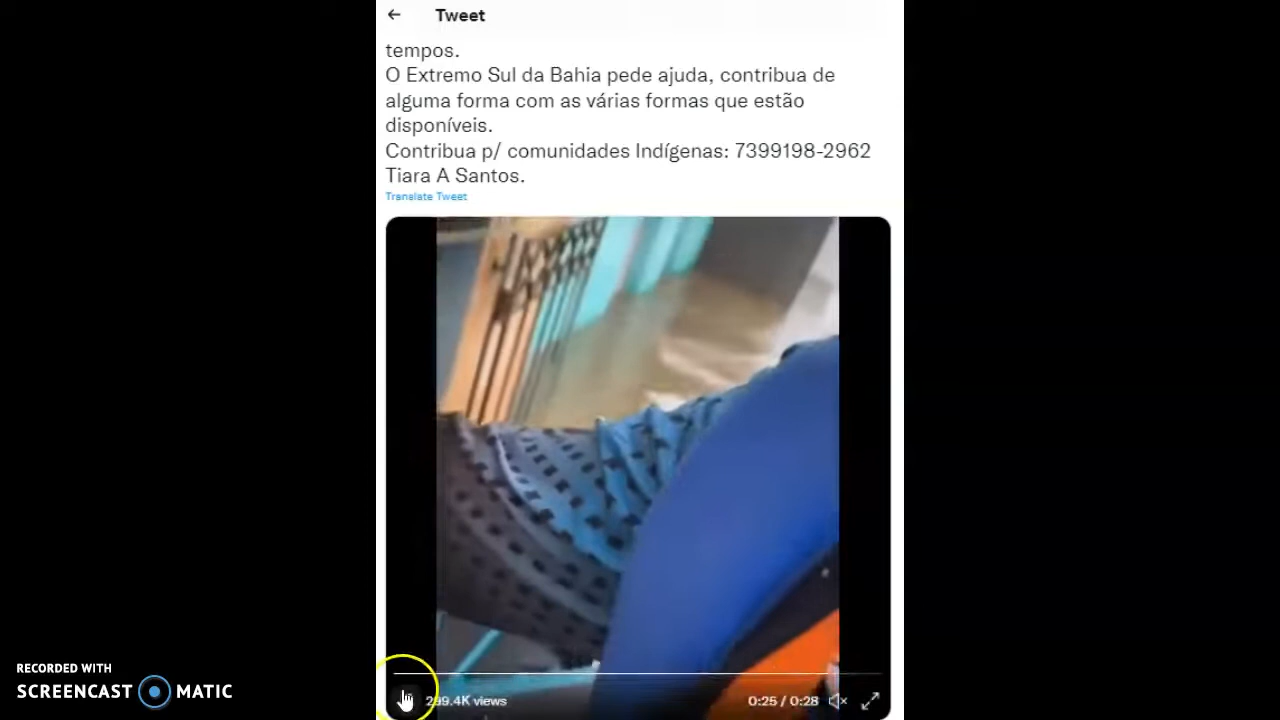 Tweet
tempos.
O Extremo Sul da Bahia pede ajuda, contribua de
alguma forma com as várias formas que estão
disponíveis.
Contribua p/ comunidades Indígenas: 7399198-2962
Tiara A Santos.
Translate Tweet
299.4K views
0:25 / 0:28
RECORDED WITH
SCREENCAST MATIC